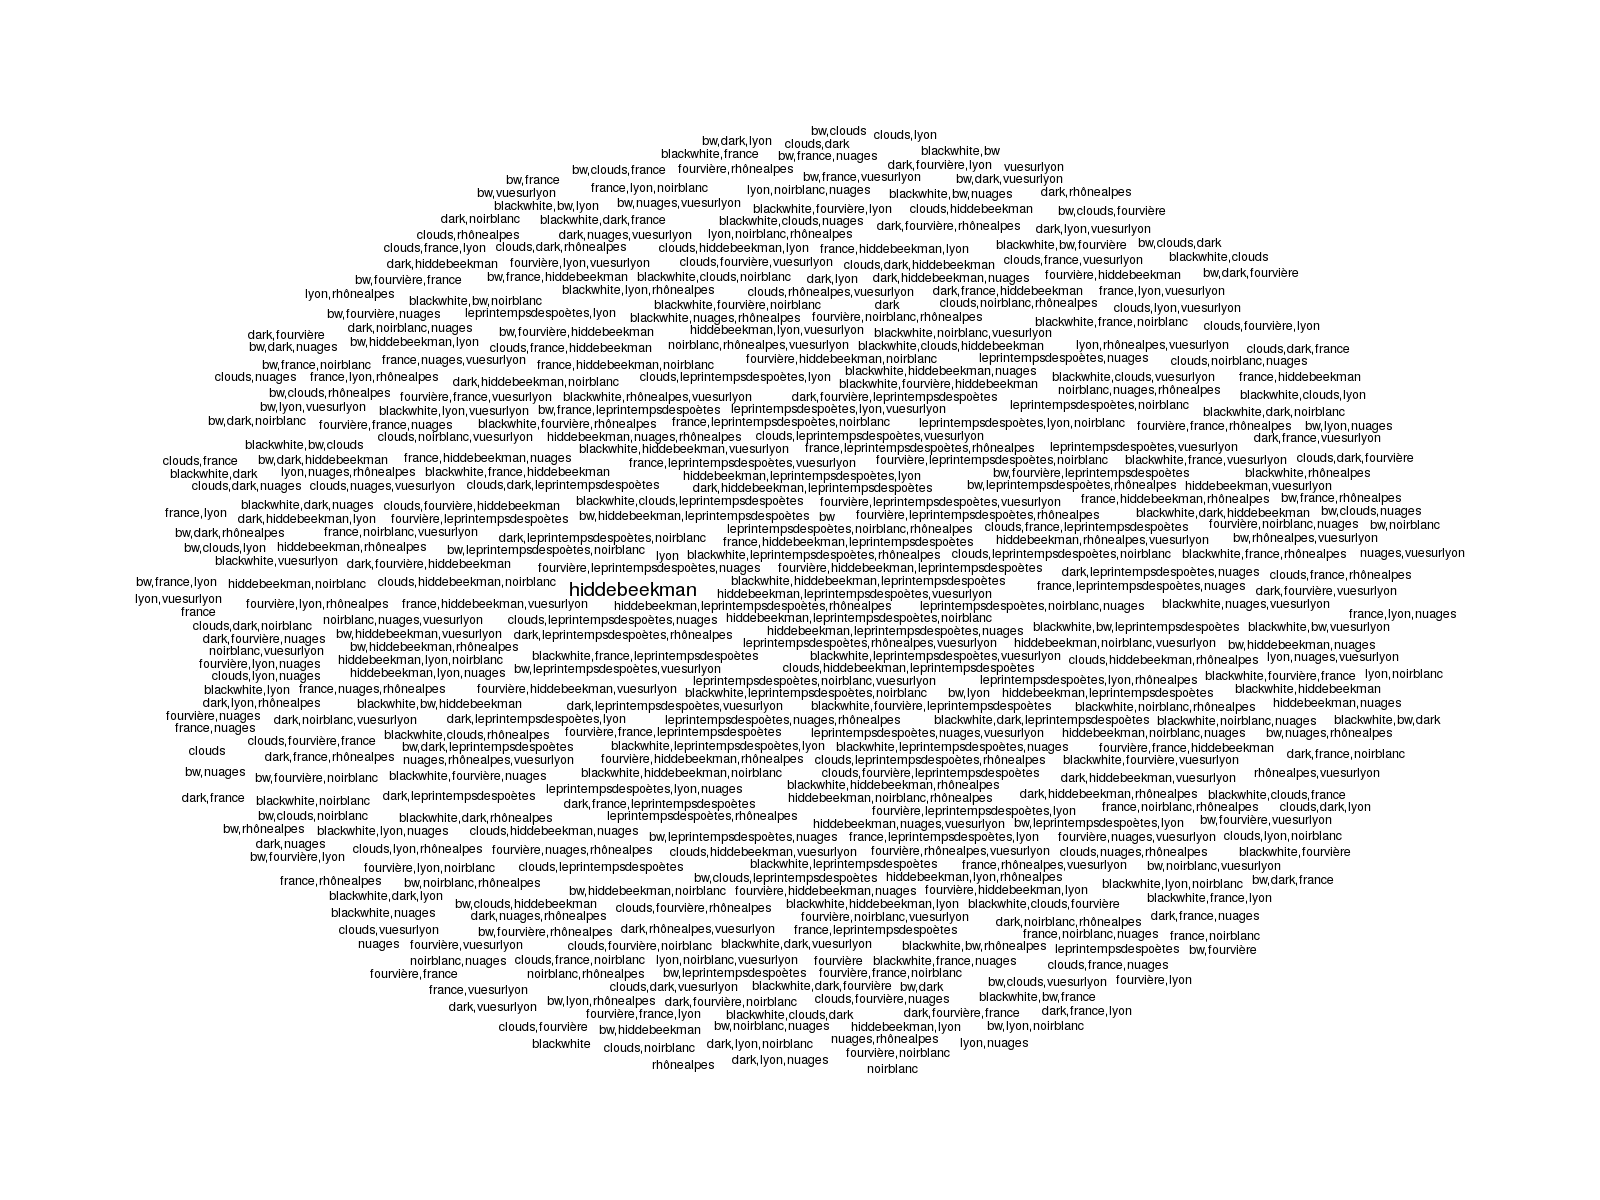 bw,clouds
clouds,lyon
bw,dark,lyon
clouds,dark
blackwhite,france
bw,france,nuages
blackwhite,bw
bw,clouds,france
fourvière,rhônealpes
dark,fourvière,lyon
vuesurlyon
bw,france
bw,france,vuesurlyon
bw,dark,vuesurlyon
bw,vuesurlyon
france,lyon,noirblanc
lyon,noirblanc,nuages
blackwhite,bw,nuages
dark,rhônealpes
blackwhite,bw,lyon
bw,nuages,vuesurlyon
blackwhite,fourvière,lyon
clouds,hiddebeekman
bw,clouds,fourvière
dark,noirblanc
blackwhite,dark,france
blackwhite,clouds,nuages
dark,fourvière,rhônealpes
dark,lyon,vuesurlyon
clouds,rhônealpes
dark,nuages,vuesurlyon
lyon,noirblanc,rhônealpes
clouds,france,lyon
clouds,dark,rhônealpes
clouds,hiddebeekman,lyon
france,hiddebeekman,lyon
blackwhite,bw,fourvière
bw,clouds,dark
dark,hiddebeekman
fourvière,lyon,vuesurlyon
clouds,fourvière,vuesurlyon
clouds,dark,hiddebeekman
clouds,france,vuesurlyon
blackwhite,clouds
bw,fourvière,france
bw,france,hiddebeekman
blackwhite,clouds,noirblanc
dark,lyon
dark,hiddebeekman,nuages
fourvière,hiddebeekman
bw,dark,fourvière
lyon,rhônealpes
blackwhite,bw,noirblanc
blackwhite,lyon,rhônealpes
clouds,rhônealpes,vuesurlyon
dark,france,hiddebeekman
france,lyon,vuesurlyon
bw,fourvière,nuages
leprintempsdespoètes,lyon
blackwhite,fourvière,noirblanc
dark
clouds,noirblanc,rhônealpes
clouds,lyon,vuesurlyon
dark,fourvière
dark,noirblanc,nuages
bw,fourvière,hiddebeekman
blackwhite,nuages,rhônealpes
fourvière,noirblanc,rhônealpes
blackwhite,france,noirblanc
clouds,fourvière,lyon
hiddebeekman,lyon,vuesurlyon
blackwhite,noirblanc,vuesurlyon
bw,dark,nuages
bw,hiddebeekman,lyon
clouds,france,hiddebeekman
noirblanc,rhônealpes,vuesurlyon
blackwhite,clouds,hiddebeekman
lyon,rhônealpes,vuesurlyon
clouds,dark,france
bw,france,noirblanc
france,nuages,vuesurlyon
france,hiddebeekman,noirblanc
fourvière,hiddebeekman,noirblanc
leprintempsdespoètes,nuages
clouds,noirblanc,nuages
clouds,nuages
france,lyon,rhônealpes
dark,hiddebeekman,noirblanc
clouds,leprintempsdespoètes,lyon
blackwhite,hiddebeekman,nuages
blackwhite,fourvière,hiddebeekman
blackwhite,clouds,vuesurlyon
france,hiddebeekman
bw,clouds,rhônealpes
fourvière,france,vuesurlyon
blackwhite,rhônealpes,vuesurlyon
dark,fourvière,leprintempsdespoètes
noirblanc,nuages,rhônealpes
blackwhite,clouds,lyon
bw,lyon,vuesurlyon
blackwhite,lyon,vuesurlyon
bw,france,leprintempsdespoètes
leprintempsdespoètes,lyon,vuesurlyon
leprintempsdespoètes,noirblanc
blackwhite,dark,noirblanc
bw,dark,noirblanc
fourvière,france,nuages
blackwhite,fourvière,rhônealpes
france,leprintempsdespoètes,noirblanc
leprintempsdespoètes,lyon,noirblanc
fourvière,france,rhônealpes
bw,lyon,nuages
blackwhite,bw,clouds
clouds,noirblanc,vuesurlyon
hiddebeekman,nuages,rhônealpes
clouds,leprintempsdespoètes,vuesurlyon
dark,france,vuesurlyon
blackwhite,hiddebeekman,vuesurlyon
france,leprintempsdespoètes,rhônealpes
leprintempsdespoètes,vuesurlyon
clouds,france
bw,dark,hiddebeekman
france,hiddebeekman,nuages
france,leprintempsdespoètes,vuesurlyon
fourvière,leprintempsdespoètes,noirblanc
blackwhite,france,vuesurlyon
clouds,dark,fourvière
blackwhite,dark
lyon,nuages,rhônealpes
blackwhite,france,hiddebeekman
hiddebeekman,leprintempsdespoètes,lyon
bw,fourvière,leprintempsdespoètes
blackwhite,rhônealpes
clouds,dark,nuages
clouds,nuages,vuesurlyon
clouds,dark,leprintempsdespoètes
dark,hiddebeekman,leprintempsdespoètes
bw,leprintempsdespoètes,rhônealpes
hiddebeekman,vuesurlyon
blackwhite,dark,nuages
clouds,fourvière,hiddebeekman
blackwhite,clouds,leprintempsdespoètes
fourvière,leprintempsdespoètes,vuesurlyon
france,hiddebeekman,rhônealpes
bw,france,rhônealpes
france,lyon
dark,hiddebeekman,lyon
fourvière,leprintempsdespoètes
bw,hiddebeekman,leprintempsdespoètes
bw
fourvière,leprintempsdespoètes,rhônealpes
blackwhite,dark,hiddebeekman
bw,clouds,nuages
bw,dark,rhônealpes
france,noirblanc,vuesurlyon
dark,leprintempsdespoètes,noirblanc
leprintempsdespoètes,noirblanc,rhônealpes
clouds,france,leprintempsdespoètes
fourvière,noirblanc,nuages
bw,noirblanc
bw,clouds,lyon
hiddebeekman,rhônealpes
bw,leprintempsdespoètes,noirblanc
france,hiddebeekman,leprintempsdespoètes
hiddebeekman,rhônealpes,vuesurlyon
bw,rhônealpes,vuesurlyon
blackwhite,vuesurlyon
dark,fourvière,hiddebeekman
lyon
blackwhite,leprintempsdespoètes,rhônealpes
clouds,leprintempsdespoètes,noirblanc
blackwhite,france,rhônealpes
nuages,vuesurlyon
fourvière,leprintempsdespoètes,nuages
fourvière,hiddebeekman,leprintempsdespoètes
dark,leprintempsdespoètes,nuages
clouds,france,rhônealpes
bw,france,lyon
hiddebeekman,noirblanc
clouds,hiddebeekman,noirblanc
hiddebeekman
blackwhite,hiddebeekman,leprintempsdespoètes
france,leprintempsdespoètes,nuages
dark,fourvière,vuesurlyon
lyon,vuesurlyon
fourvière,lyon,rhônealpes
france,hiddebeekman,vuesurlyon
hiddebeekman,leprintempsdespoètes,vuesurlyon
hiddebeekman,leprintempsdespoètes,rhônealpes
leprintempsdespoètes,noirblanc,nuages
blackwhite,nuages,vuesurlyon
france
france,lyon,nuages
clouds,dark,noirblanc
noirblanc,nuages,vuesurlyon
clouds,leprintempsdespoètes,nuages
hiddebeekman,leprintempsdespoètes,noirblanc
blackwhite,bw,leprintempsdespoètes
blackwhite,bw,vuesurlyon
dark,fourvière,nuages
bw,hiddebeekman,vuesurlyon
dark,leprintempsdespoètes,rhônealpes
hiddebeekman,leprintempsdespoètes,nuages
noirblanc,vuesurlyon
bw,hiddebeekman,rhônealpes
leprintempsdespoètes,rhônealpes,vuesurlyon
hiddebeekman,noirblanc,vuesurlyon
bw,hiddebeekman,nuages
fourvière,lyon,nuages
hiddebeekman,lyon,noirblanc
blackwhite,france,leprintempsdespoètes
blackwhite,leprintempsdespoètes,vuesurlyon
clouds,hiddebeekman,rhônealpes
lyon,nuages,vuesurlyon
clouds,lyon,nuages
hiddebeekman,lyon,nuages
bw,leprintempsdespoètes,vuesurlyon
clouds,hiddebeekman,leprintempsdespoètes
blackwhite,fourvière,france
lyon,noirblanc
leprintempsdespoètes,noirblanc,vuesurlyon
leprintempsdespoètes,lyon,rhônealpes
blackwhite,lyon
france,nuages,rhônealpes
fourvière,hiddebeekman,vuesurlyon
blackwhite,leprintempsdespoètes,noirblanc
bw,lyon
hiddebeekman,leprintempsdespoètes
blackwhite,hiddebeekman
dark,lyon,rhônealpes
blackwhite,bw,hiddebeekman
dark,leprintempsdespoètes,vuesurlyon
blackwhite,fourvière,leprintempsdespoètes
blackwhite,noirblanc,rhônealpes
hiddebeekman,nuages
fourvière,nuages
dark,noirblanc,vuesurlyon
dark,leprintempsdespoètes,lyon
leprintempsdespoètes,nuages,rhônealpes
blackwhite,dark,leprintempsdespoètes
blackwhite,noirblanc,nuages
blackwhite,bw,dark
france,nuages
clouds,fourvière,france
blackwhite,clouds,rhônealpes
fourvière,france,leprintempsdespoètes
leprintempsdespoètes,nuages,vuesurlyon
hiddebeekman,noirblanc,nuages
bw,nuages,rhônealpes
clouds
dark,france,rhônealpes
bw,dark,leprintempsdespoètes
blackwhite,leprintempsdespoètes,lyon
blackwhite,leprintempsdespoètes,nuages
fourvière,france,hiddebeekman
dark,france,noirblanc
nuages,rhônealpes,vuesurlyon
fourvière,hiddebeekman,rhônealpes
clouds,leprintempsdespoètes,rhônealpes
blackwhite,fourvière,vuesurlyon
bw,nuages
bw,fourvière,noirblanc
blackwhite,fourvière,nuages
blackwhite,hiddebeekman,noirblanc
clouds,fourvière,leprintempsdespoètes
dark,hiddebeekman,vuesurlyon
rhônealpes,vuesurlyon
leprintempsdespoètes,lyon,nuages
blackwhite,hiddebeekman,rhônealpes
dark,france
blackwhite,noirblanc
dark,leprintempsdespoètes
dark,france,leprintempsdespoètes
hiddebeekman,noirblanc,rhônealpes
dark,hiddebeekman,rhônealpes
blackwhite,clouds,france
bw,clouds,noirblanc
blackwhite,dark,rhônealpes
leprintempsdespoètes,rhônealpes
fourvière,leprintempsdespoètes,lyon
france,noirblanc,rhônealpes
clouds,dark,lyon
bw,rhônealpes
blackwhite,lyon,nuages
clouds,hiddebeekman,nuages
hiddebeekman,nuages,vuesurlyon
bw,leprintempsdespoètes,lyon
bw,fourvière,vuesurlyon
bw,leprintempsdespoètes,nuages
france,leprintempsdespoètes,lyon
fourvière,nuages,vuesurlyon
clouds,lyon,noirblanc
dark,nuages
clouds,lyon,rhônealpes
fourvière,nuages,rhônealpes
clouds,hiddebeekman,vuesurlyon
fourvière,rhônealpes,vuesurlyon
clouds,nuages,rhônealpes
blackwhite,fourvière
bw,fourvière,lyon
fourvière,lyon,noirblanc
clouds,leprintempsdespoètes
blackwhite,leprintempsdespoètes
france,rhônealpes,vuesurlyon
bw,noirblanc,vuesurlyon
france,rhônealpes
bw,noirblanc,rhônealpes
bw,clouds,leprintempsdespoètes
hiddebeekman,lyon,rhônealpes
blackwhite,lyon,noirblanc
bw,dark,france
blackwhite,dark,lyon
bw,hiddebeekman,noirblanc
fourvière,hiddebeekman,nuages
fourvière,hiddebeekman,lyon
blackwhite,france,lyon
bw,clouds,hiddebeekman
clouds,fourvière,rhônealpes
blackwhite,hiddebeekman,lyon
blackwhite,clouds,fourvière
blackwhite,nuages
dark,nuages,rhônealpes
fourvière,noirblanc,vuesurlyon
dark,noirblanc,rhônealpes
dark,france,nuages
clouds,vuesurlyon
bw,fourvière,rhônealpes
dark,rhônealpes,vuesurlyon
france,leprintempsdespoètes
france,noirblanc,nuages
france,noirblanc
nuages
fourvière,vuesurlyon
clouds,fourvière,noirblanc
blackwhite,dark,vuesurlyon
blackwhite,bw,rhônealpes
leprintempsdespoètes
bw,fourvière
noirblanc,nuages
clouds,france,noirblanc
lyon,noirblanc,vuesurlyon
fourvière
blackwhite,france,nuages
clouds,france,nuages
fourvière,france
noirblanc,rhônealpes
bw,leprintempsdespoètes
fourvière,france,noirblanc
france,vuesurlyon
clouds,dark,vuesurlyon
blackwhite,dark,fourvière
bw,dark
bw,clouds,vuesurlyon
fourvière,lyon
dark,vuesurlyon
bw,lyon,rhônealpes
dark,fourvière,noirblanc
clouds,fourvière,nuages
blackwhite,bw,france
fourvière,france,lyon
blackwhite,clouds,dark
dark,fourvière,france
dark,france,lyon
clouds,fourvière
bw,hiddebeekman
bw,noirblanc,nuages
hiddebeekman,lyon
bw,lyon,noirblanc
blackwhite
clouds,noirblanc
dark,lyon,noirblanc
nuages,rhônealpes
lyon,nuages
rhônealpes
dark,lyon,nuages
fourvière,noirblanc
noirblanc